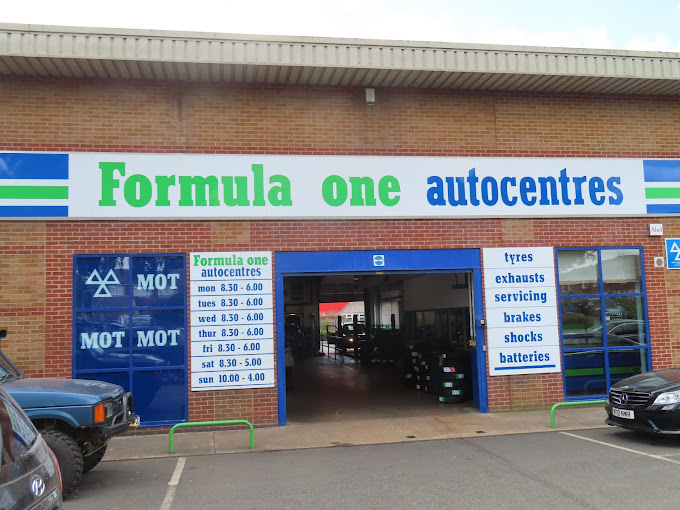 Formula one autocentres
MOT
MOT MOT
Formula one
autocentres
mon 8.30 - 6.00
tues 8.30 - 6.00
wed 8.30 - 6.00
thur 8.30 - 6.00
fri 8.30 - 6.00
sat 8.30 - 5.00
sun 10.00 - 4.00
tyres
exhausts
servicing
brakes
shocks
batteries